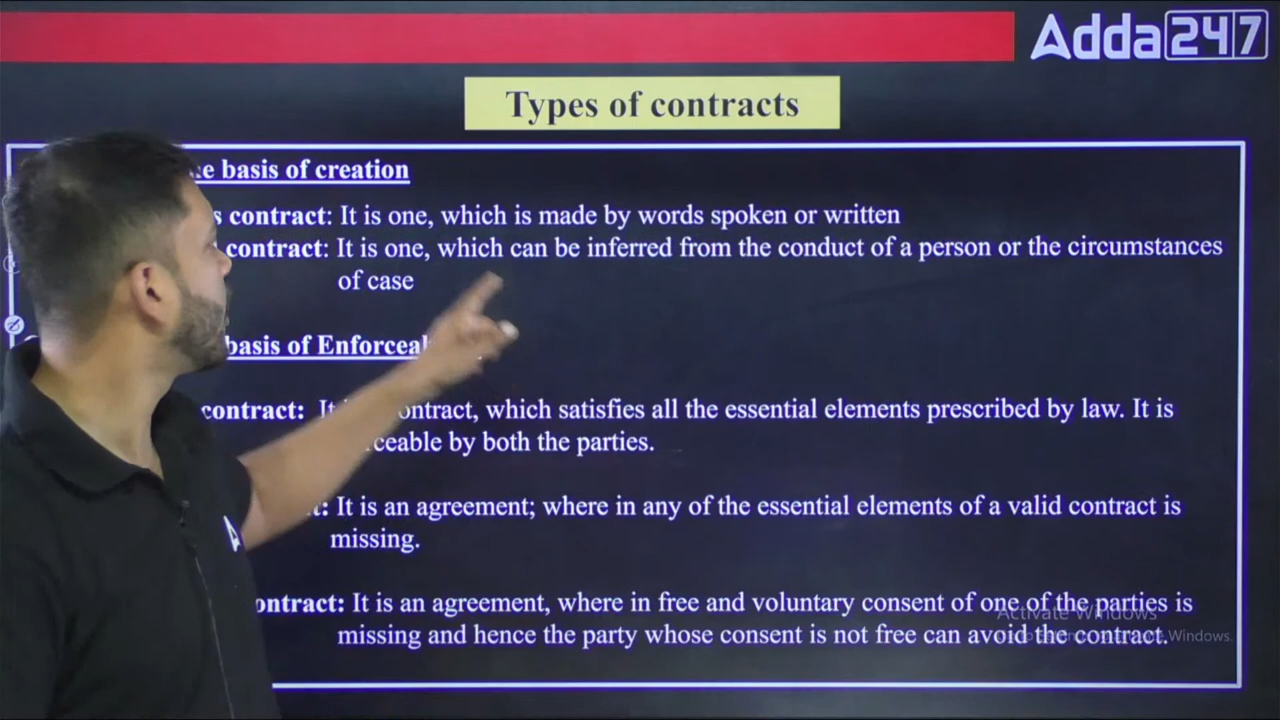 Adda247
Types of contracts
basis of creation
contract: It is one, which is made by words spoken or written
contract: It is one, which can be inferred from the conduct of a person or the circumstances
of case
basis of
contract: which satisfies all the essential elements prescribed by law. It is
by both the parties.
It is an agreement; where in any of the essential elements of a valid contract is
missing.
It is an agreement, where in free and voluntary consent of one of the parties is
missing and hence the party whose consent is not free can avoid the contract.
Activate Windows
Windows.